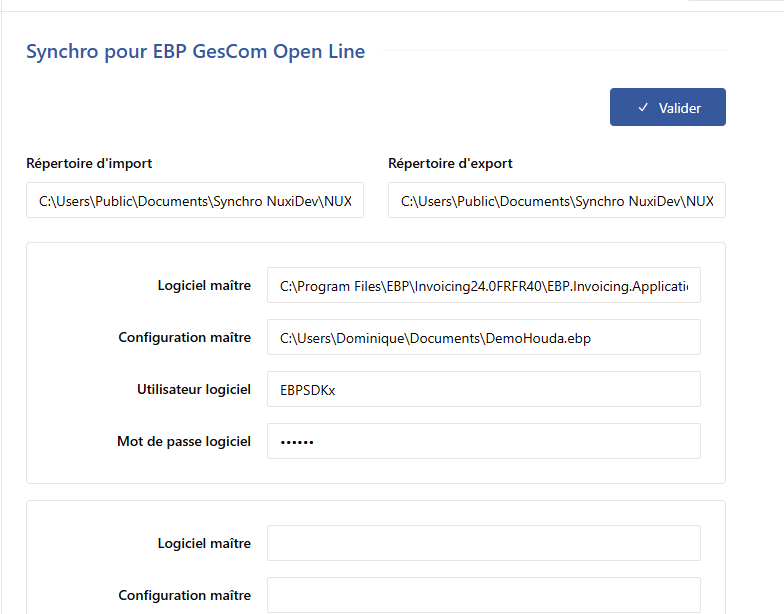 Synchro pour EBP GesCom Open Line
✓ Valider
Répertoire d'import
Répertoire d'export
C:\Users\Public\Documents\Synchro NuxiDev\NUX
C:\Users\Public\Documents\Synchro NuxiDev\NUX
Logiciel maître
C:\Program Files\EBP\Invoicing24.0FRFR40\EBP.Invoicing.Applicatio
Configuration maître
C:\Users\Dominique\Documents\DemoHouda.ebp
Utilisateur logiciel
EBPSDKx
Mot de passe logiciel
••••••
Logiciel maître
Configuration maître